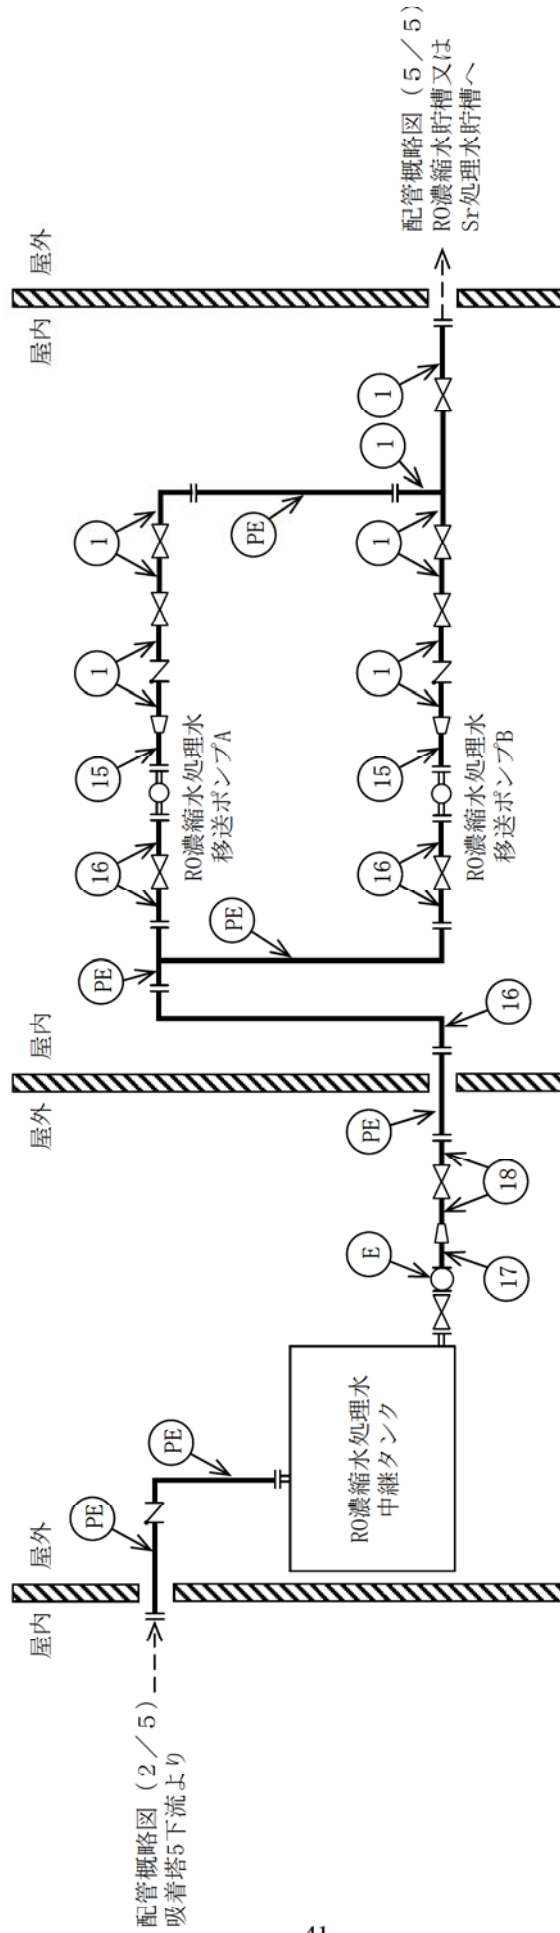 配管概略図（2／5）
吸着塔5下流より
屋内
屋外
PE
PE
RO濃縮水処理水
中継タンク
E
17
18
PE
屋外
屋内
16
PE
PE
16
15
RO濃縮水処理水
移送ポンプA
1
1
PE
16
15
RO濃縮水処理水
移送ポンプB
1
1
1
1
屋内
屋外
配管概略図（5／5）
RO濃縮水貯槽又は
Sr処理水貯槽へ
41